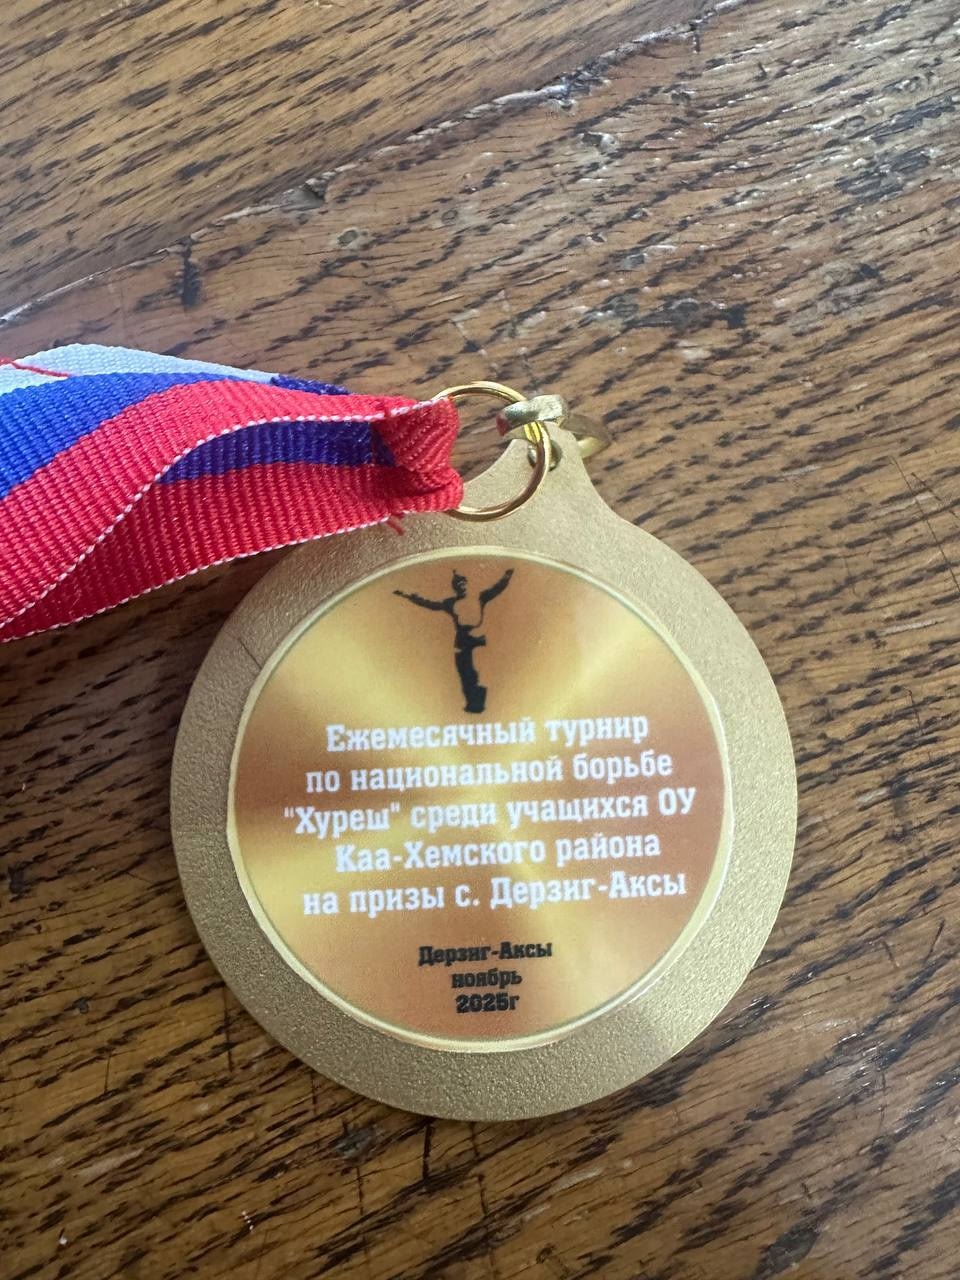 Ежемесячный турнир
по национальной борьбе
"Хуреш" среди учащихся ОУ
Каа-Хемского района
на призы с. Дерзиг-Аксы
Дерзиг-Аксы
ноябрь
2025г